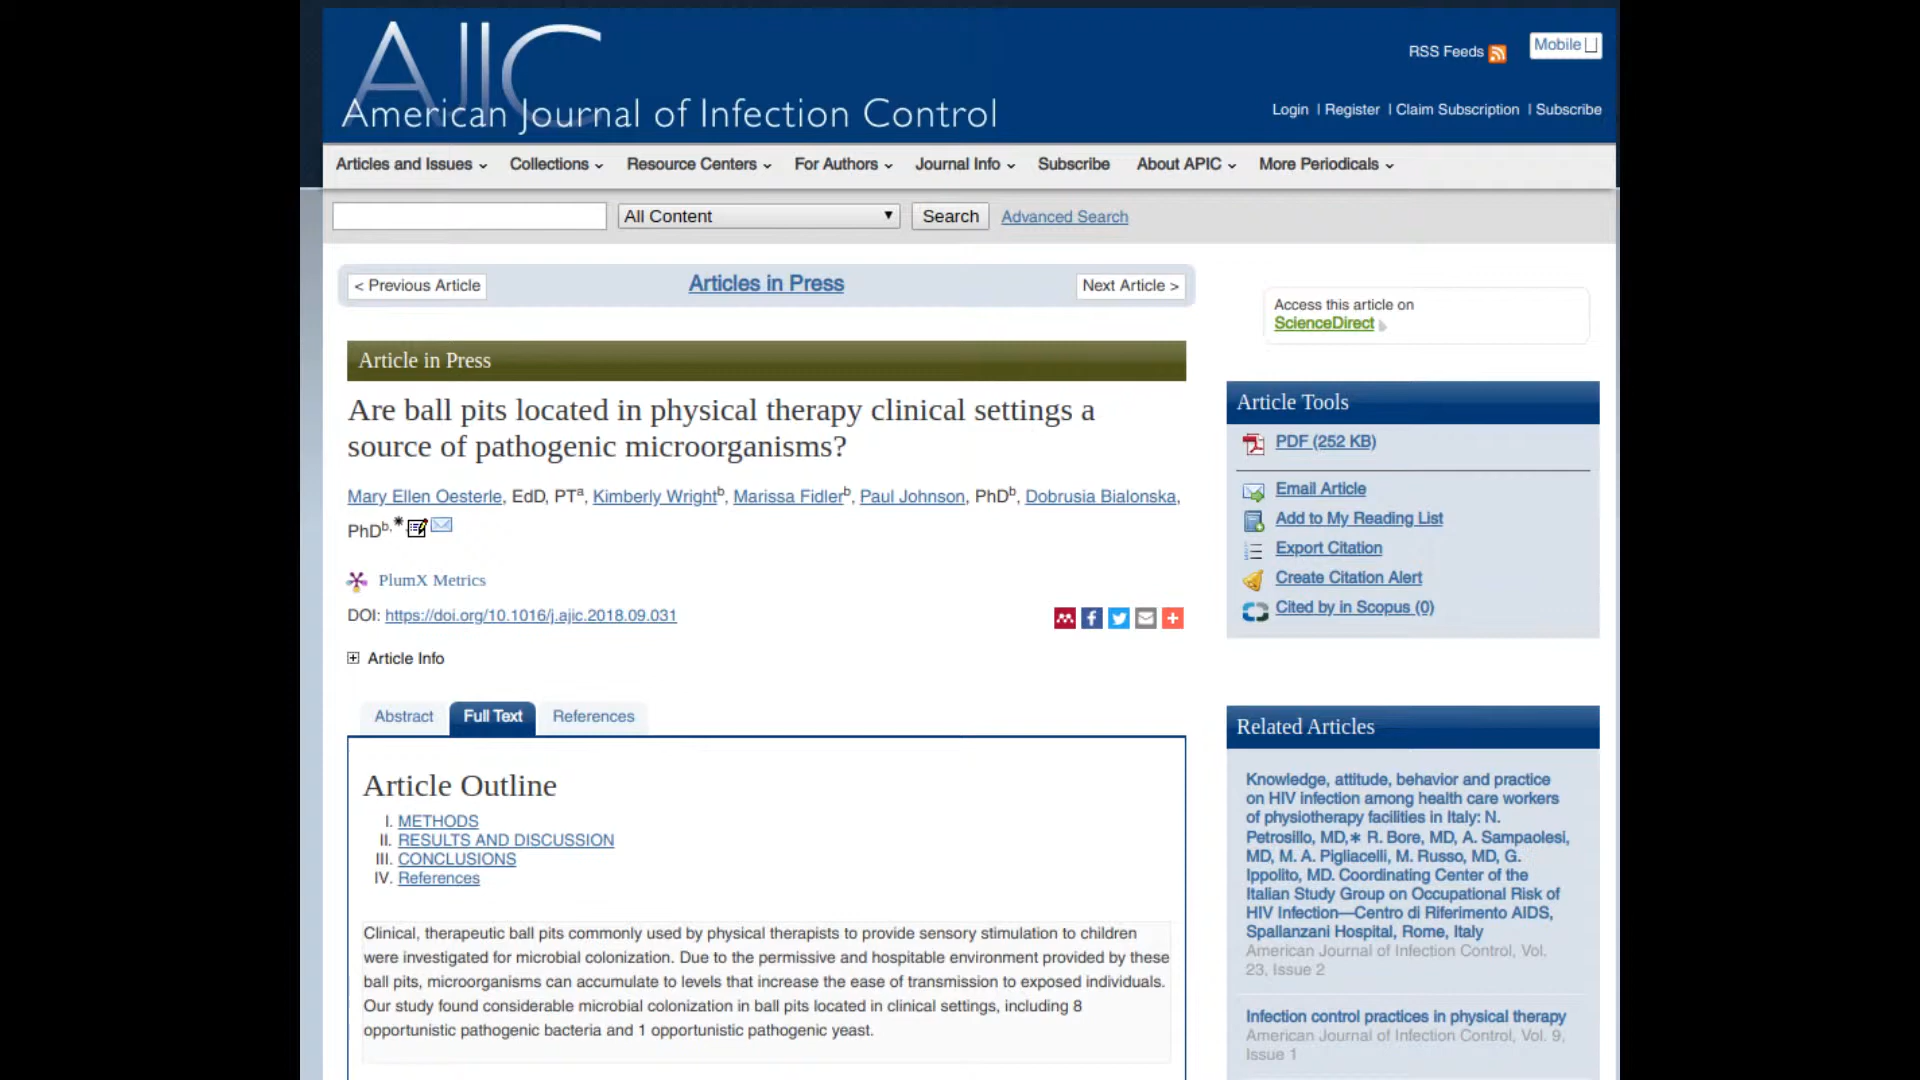 AJIC
American Journal of Infection Control
RSS Feeds
Mobile
Login | Register | Claim Subscription | Subscribe
Articles and Issues Collections Resource Centers For Authors Journal Info Subscribe About APIC More Periodicals
All Content Search Advanced Search
< Previous Article Articles in Press Next Article >
Access this article on
ScienceDirect
Article in Press
Are ball pits located in physical therapy clinical settings a
source of pathogenic microorganisms?
Mary Ellen Oesterle, EdD, PTa, Kimberly Wrightb, Marissa Fidlerb, Paul Johnson, PhDb, Dobrusia Bialonska,
PhDb,*
PlumX Metrics
DOI: https://doi.org/10.1016/j.ajic.2018.09.031
Article Info
Abstract Full Text References
Article Outline
I. METHODS
II. RESULTS AND DISCUSSION
III. CONCLUSIONS
IV. References
Clinical, therapeutic ball pits commonly used by physical therapists to provide sensory stimulation to children
were investigated for microbial colonization. Due to the permissive and hospitable environment provided by these
ball pits, microorganisms can accumulate to levels that increase the ease of transmission to exposed individuals.
Our study found considerable microbial colonization in ball pits located in clinical settings, including 8
opportunistic pathogenic bacteria and 1 opportunistic pathogenic yeast.
Article Tools
PDF (252 KB)
Email Article
Add to My Reading List
Export Citation
Create Citation Alert
Cited by in Scopus (0)
Related Articles
Knowledge, attitude, behavior and practice
on HIV infection among health care workers
of physiotherapy facilities in Italy: N.
Petrosillo, MD,* R. Bore, MD, A. Sampaolesi,
MD, M. A. Pigliacelli, M. Russo, MD, G.
Ippolito, MD. Coordinating Center of the
Italian Study Group on Occupational Risk of
HIV Infection—Centro di Riferimento AIDS,
Spallanzani Hospital, Rome, Italy
American Journal of Infection Control, Vol.
23, Issue 2
Infection control practices in physical therapy
American Journal of Infection Control, Vol. 9,
Issue 1